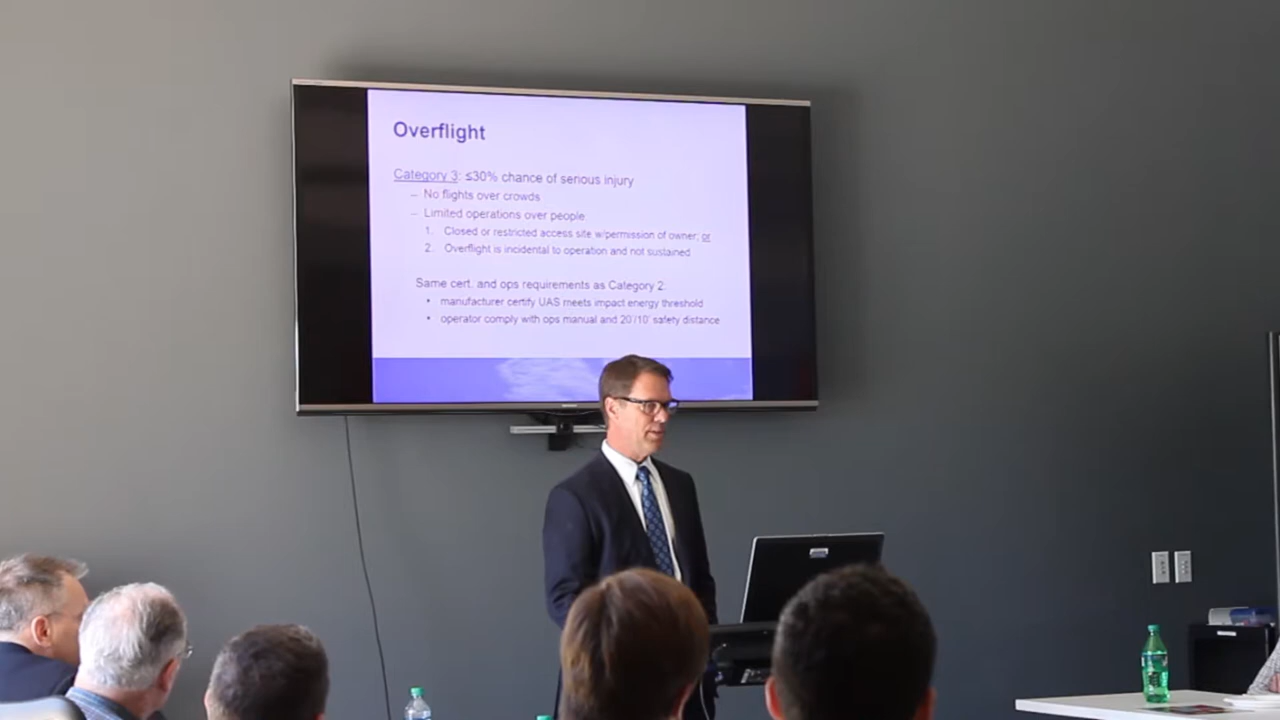 Overflight
Category 3: ≤30% chance of serious injury
– No flights over crowds
– Limited operations over people:
1. Closed or restricted access site w/permission of owner; or
2. Overflight is incidental to operation and not sustained
Same cert. and ops requirements as Category 2:
• manufacturer certify UAS meets impact energy threshold
• operator comply with ops manual and 20'/10' safety distance